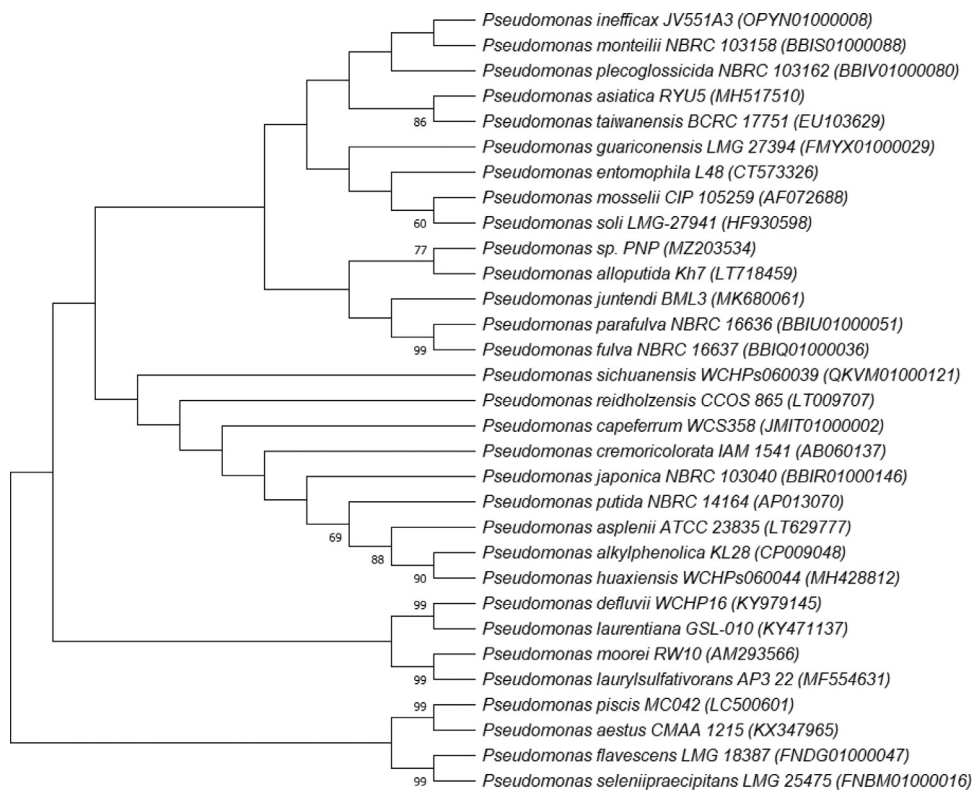 Pseudomonas inefficax JV551A3 (OPYN01000008)
Pseudomonas monteilii NBRC 103158 (BBIS01000088)
Pseudomonas plecoglossicida NBRC 103162 (BBIV01000080)
Pseudomonas asiatica RYU5 (MH517510)
86
Pseudomonas taiwanensis BCRC 17751 (EU103629)
Pseudomonas guariconensis LMG 27394 (FMYX01000029)
Pseudomonas entomophila L48 (CT573326)
Pseudomonas mosselii CIP 105259 (AF072688)
60
Pseudomonas soli LMG-27941 (HF930598)
77
Pseudomonas sp. PNP (MZ203534)
Pseudomonas alloputida Kh7 (LT718459)
Pseudomonas juntendi BML3 (MK680061)
Pseudomonas parafulva NBRC 16636 (BBIU01000051)
99
Pseudomonas fulva NBRC 16637 (BBIQ01000036)
Pseudomonas sichuanensis WCHPs060039 (QKVM01000121)
Pseudomonas reidholzensis CCOS 865 (LT009707)
Pseudomonas capeferrum WCS358 (JMIT01000002)
Pseudomonas cremoricolorata IAM 1541 (AB060137)
Pseudomonas japonica NBRC 103040 (BBIR01000146)
Pseudomonas putida NBRC 14164 (AP013070)
69
Pseudomonas asplenii ATCC 23835 (LT629777)
88
Pseudomonas alkylphenolica KL28 (CP009048)
90
Pseudomonas huaxiensis WCHPs060044 (MH428812)
99
Pseudomonas defluvii WCHP16 (KY979145)
Pseudomonas laurentiana GSL-010 (KY471137)
Pseudomonas moorei RW10 (AM293566)
99
Pseudomonas laurylsulfativorans AP3 22 (MF554631)
99
Pseudomonas piscis MC042 (LC500601)
Pseudomonas aestus CMAA 1215 (KX347965)
Pseudomonas flavescens LMG 18387 (FNDG01000047)
99
Pseudomonas seleniipraecipitans LMG 25475 (FNBM01000016)